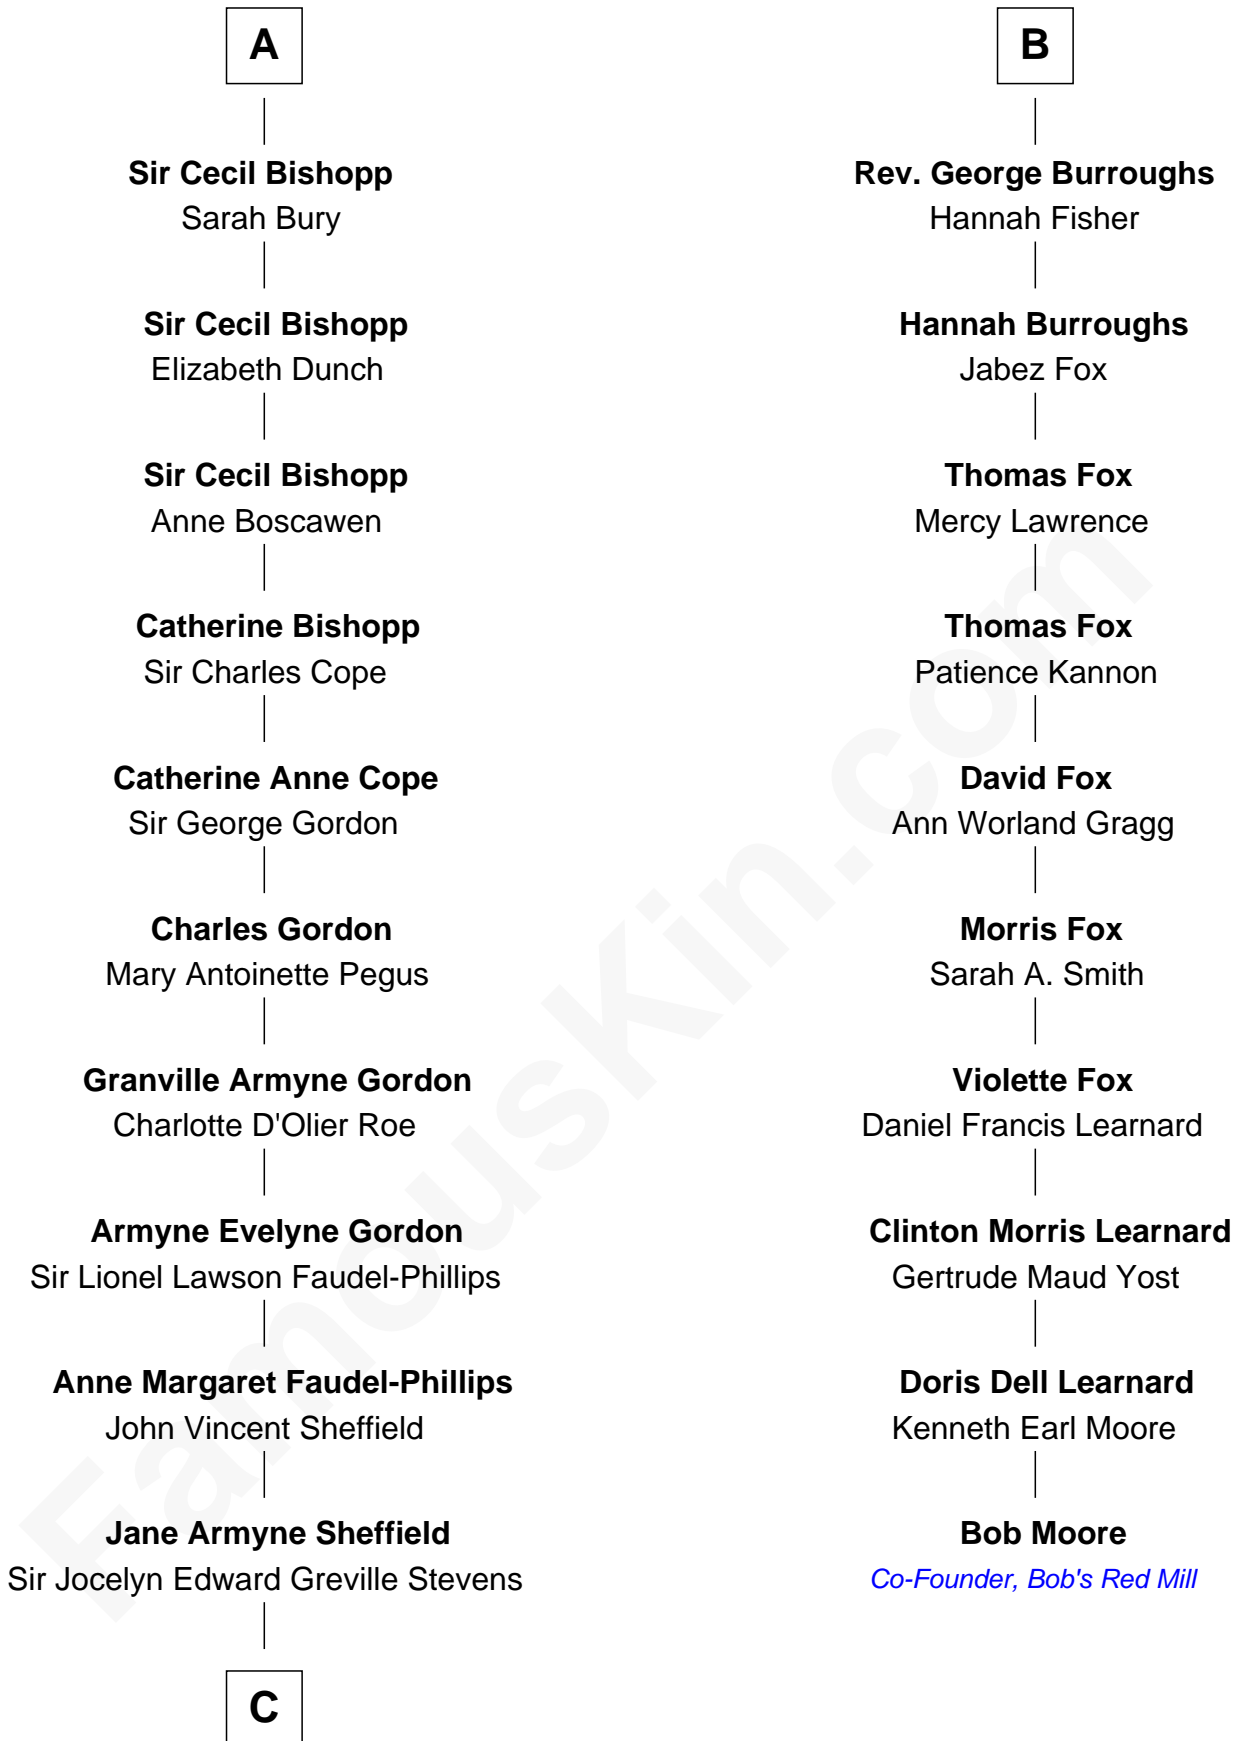 A
Sir Cecil Bishopp
Sarah Bury
Sir Cecil Bishopp
Elizabeth Dunch
Sir Cecil Bishopp
Anne Boscawen
Catherine Bishopp
Sir Charles Cope
Catherine Anne Cope
Sir George Gordon
Charles Gordon
Mary Antoinette Pegus
Granville Armyne Gordon
Charlotte D'Olier Roe
Armyne Evelyne Gordon
Sir Lionel Lawson Faudel-Phillips
Anne Margaret Faudel-Phillips
John Vincent Sheffield
Jane Armyne Sheffield
Sir Jocelyn Edward Greville Stevens
C
B
Rev. George Burroughs
Hannah Fisher
Hannah Burroughs
Jabez Fox
Thomas Fox
Mercy Lawrence
Thomas Fox
Patience Kannon
David Fox
Ann Worland Gragg
Morris Fox
Sarah A. Smith
Violette Fox
Daniel Francis Learnard
Clinton Morris Learnard
Gertrude Maud Yost
Doris Dell Learnard
Kenneth Earl Moore
Bob Moore
Co-Founder, Bob's Red Mill
FamousKin.com